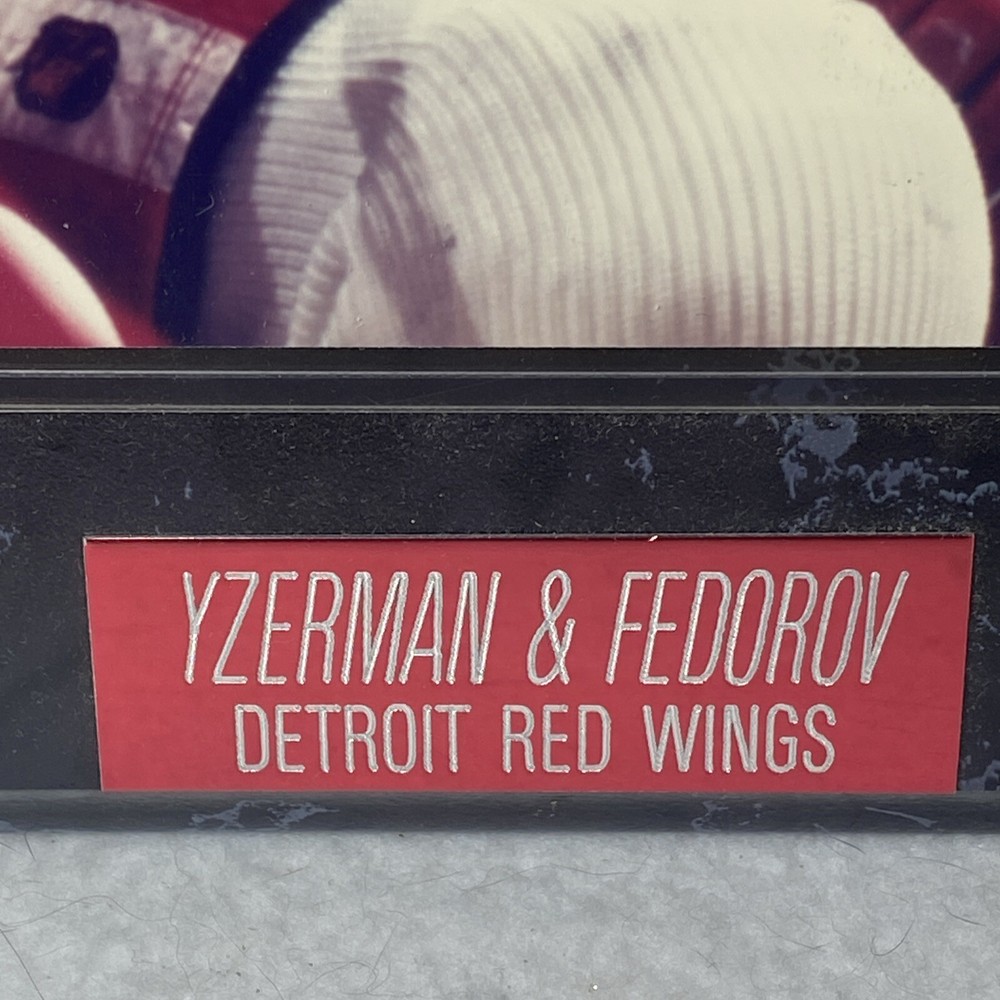 YZERMAN & FEDOROV
DETROIT RED WINGS